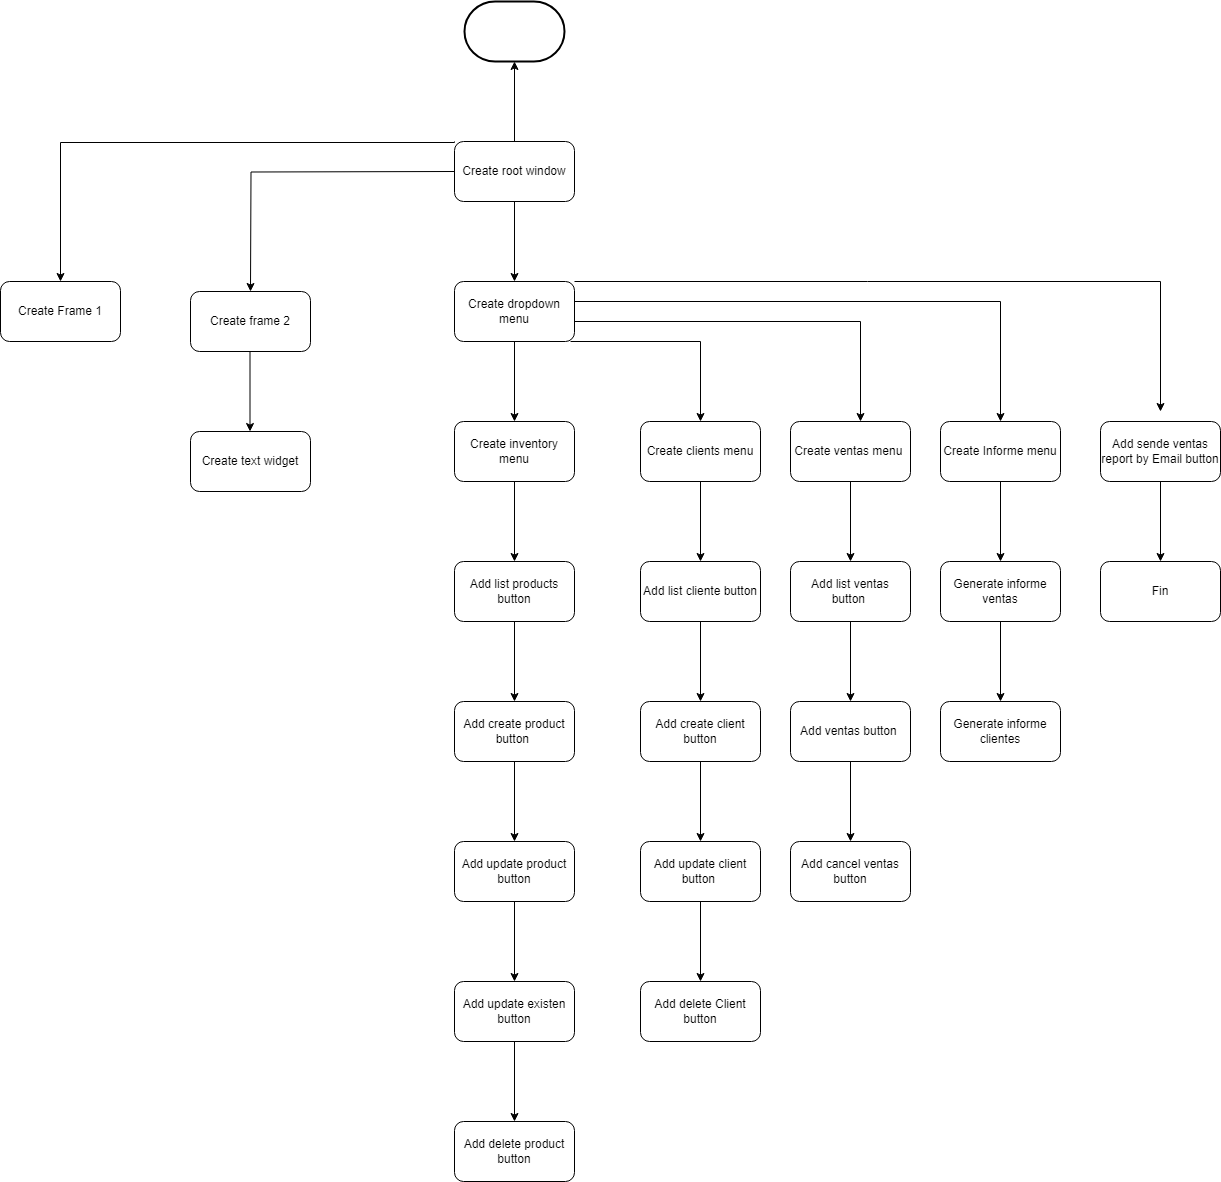 Create root window
Create Frame 1
Create frame 2
Create dropdown
menu
Create text widget
Create inventory
menu
Create clients menu
Create ventas menu
Create Informe menu
Add sende ventas
report by Email button
Add list products
button
Add list cliente button
Add list ventas
button
Generate informe
ventas
Fin
Add create product
button
Add create client
button
Add ventas button
Generate informe
clientes
Add update product
button
Add update client
button
Add cancel ventas
button
Add update existen
button
Add delete Client
button
Add delete product
button